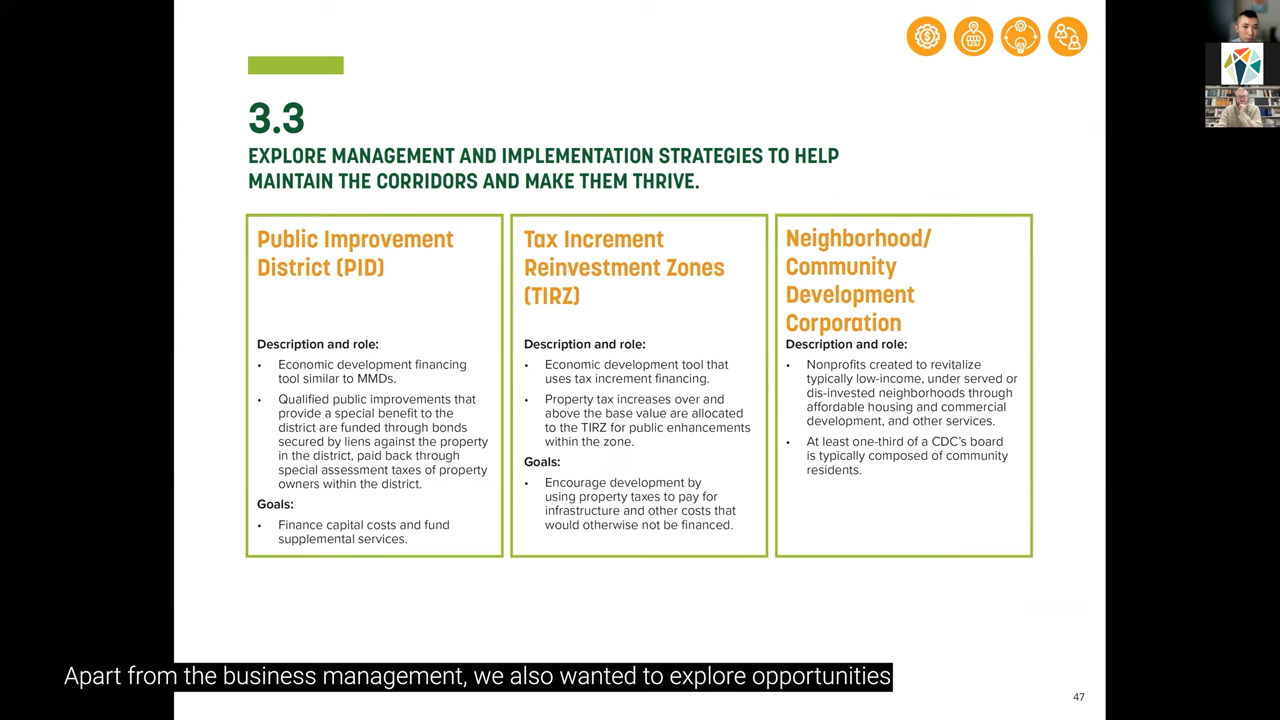 3.3
EXPLORE MANAGEMENT AND IMPLEMENTATION STRATEGIES TO HELP
MAINTAIN THE CORRIDORS AND MAKE THEM THRIVE.
Public Improvement
District (PID)
Description and role:
• Economic development financing
tool similar to MMDs.
• Qualified public improvements that
provide a special benefit to the
district are funded through bonds
secured by liens against the property
in the district, paid back through
special assessment taxes of property
owners within the district.
Goals:
• Finance capital costs and fund
supplemental services.
Tax Increment
Reinvestment Zones
(TIRZ)
Description and role:
• Economic development tool that
uses tax increment financing.
• Property tax increases over and
above the base value are allocated
to the TIRZ for public enhancements
within the zone.
Goals:
• Encourage development by
using property taxes to pay for
infrastructure and other costs that
would otherwise not be financed.
Neighborhood/
Community
Development
Corporation
Description and role:
• Nonprofits created to revitalize
typically low-income, under served or
dis-invested neighborhoods through
affordable housing and commercial
development, and other services.
• At least one-third of a CDC's board
is typically composed of community
residents.
Apart from the business management, we also wanted to explore opportunities
47